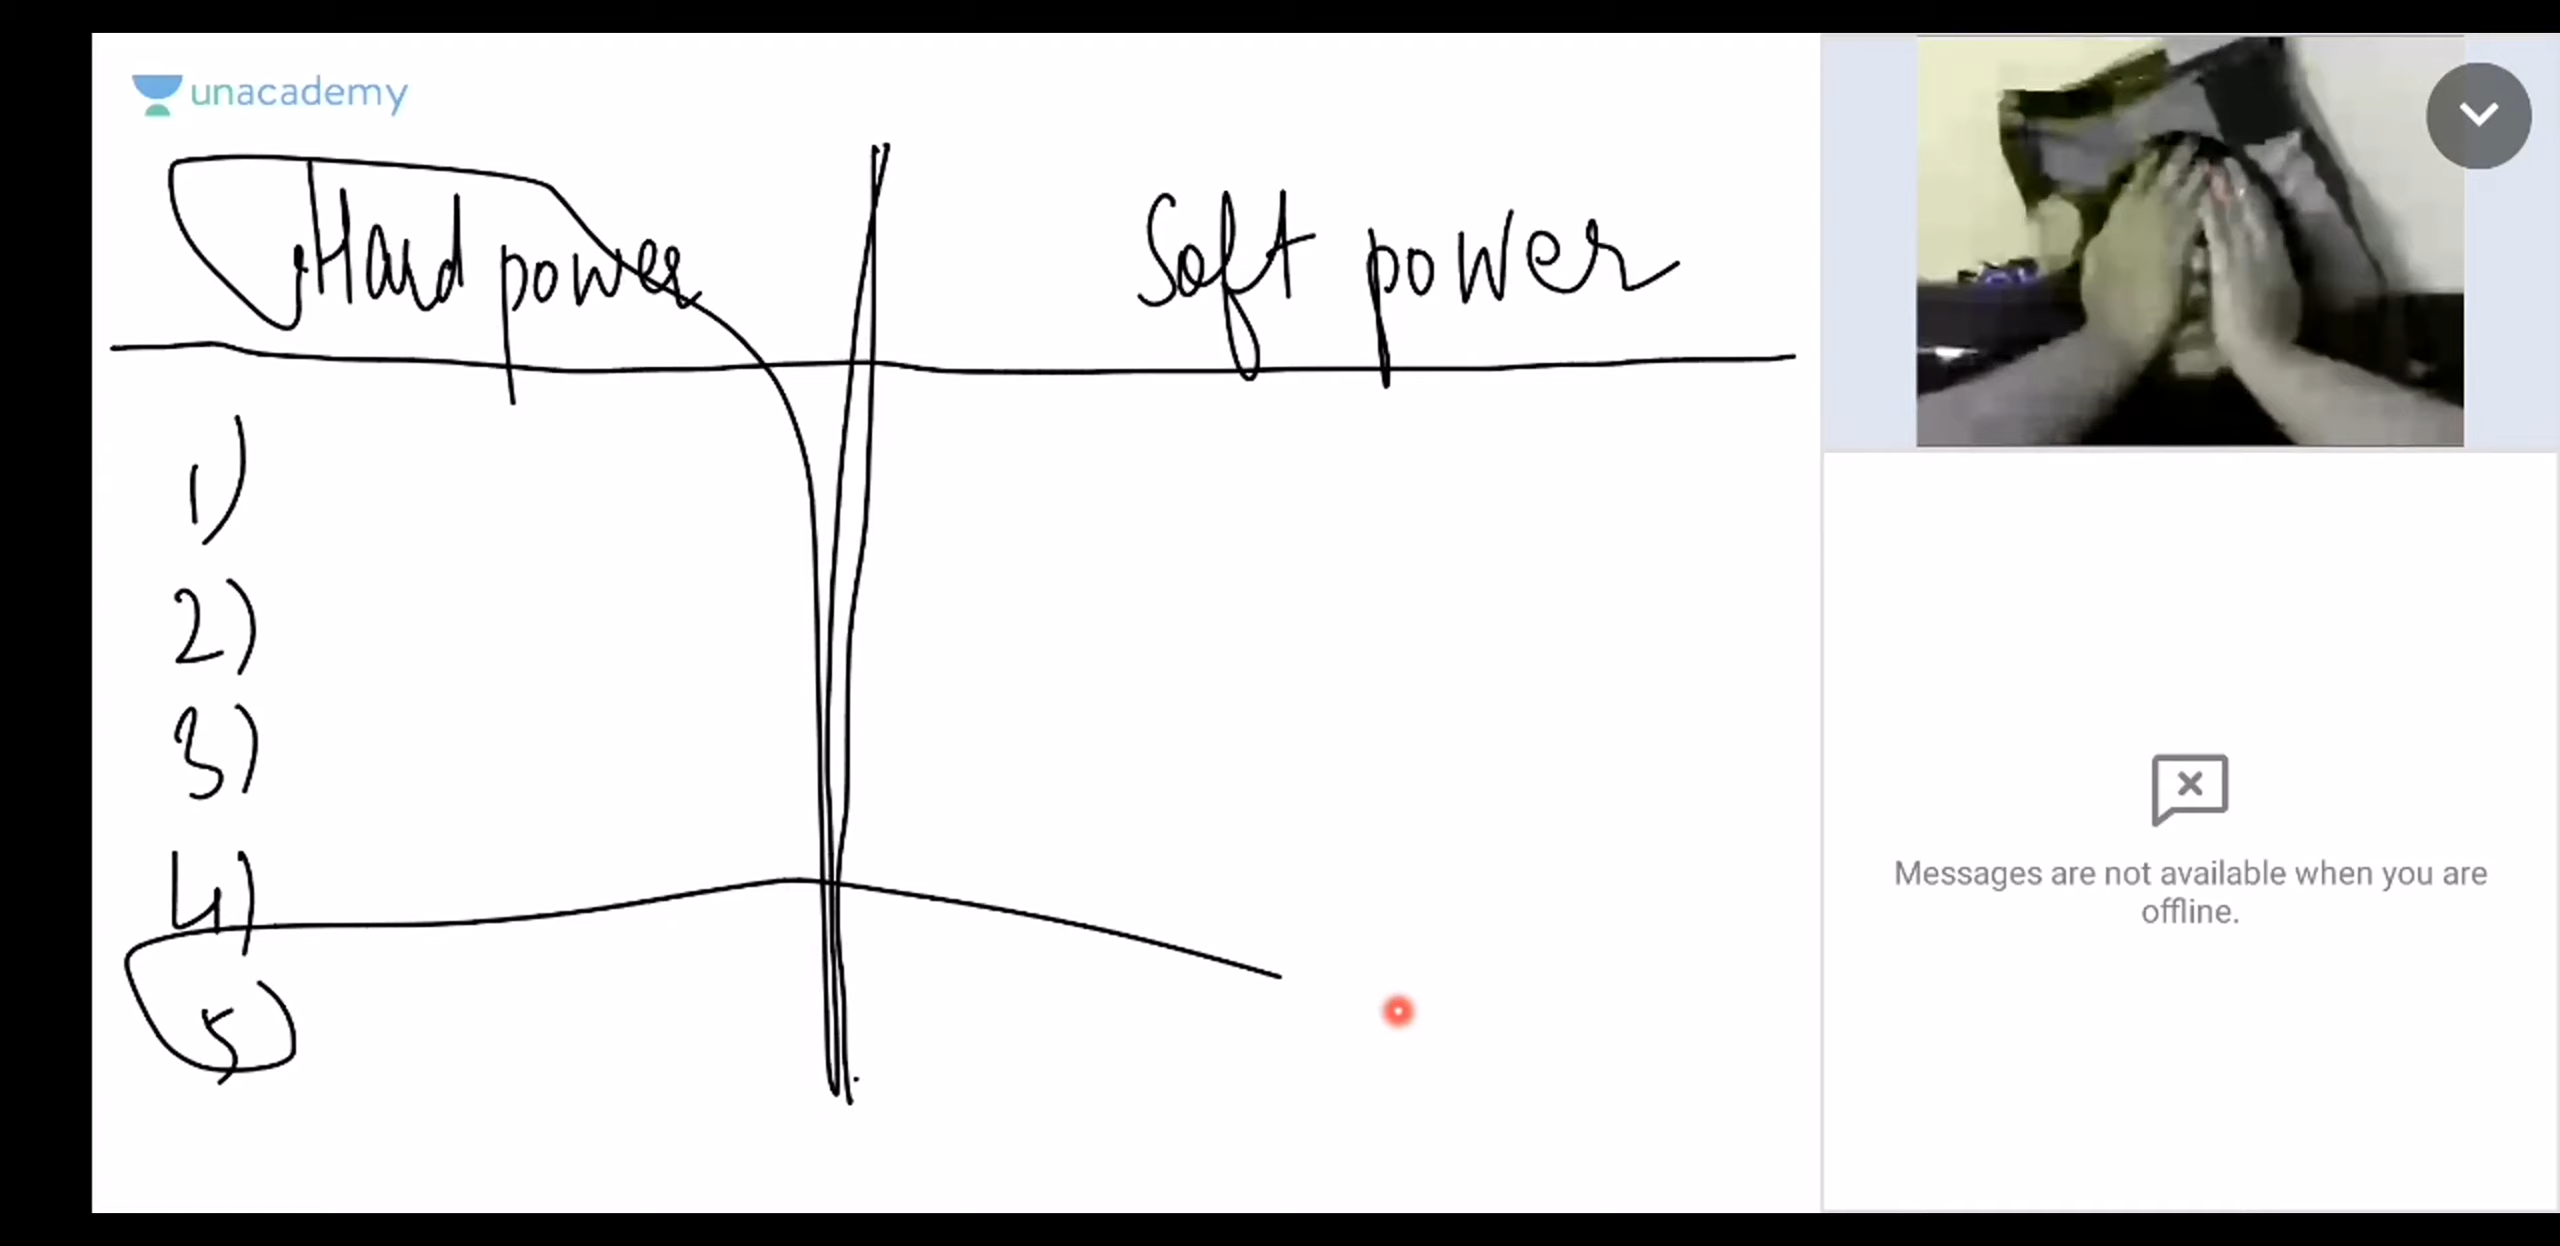 unacademy
Hard power
Soft power
1)
2)
3)
4)
5)
Messages are not available when you are
offline.